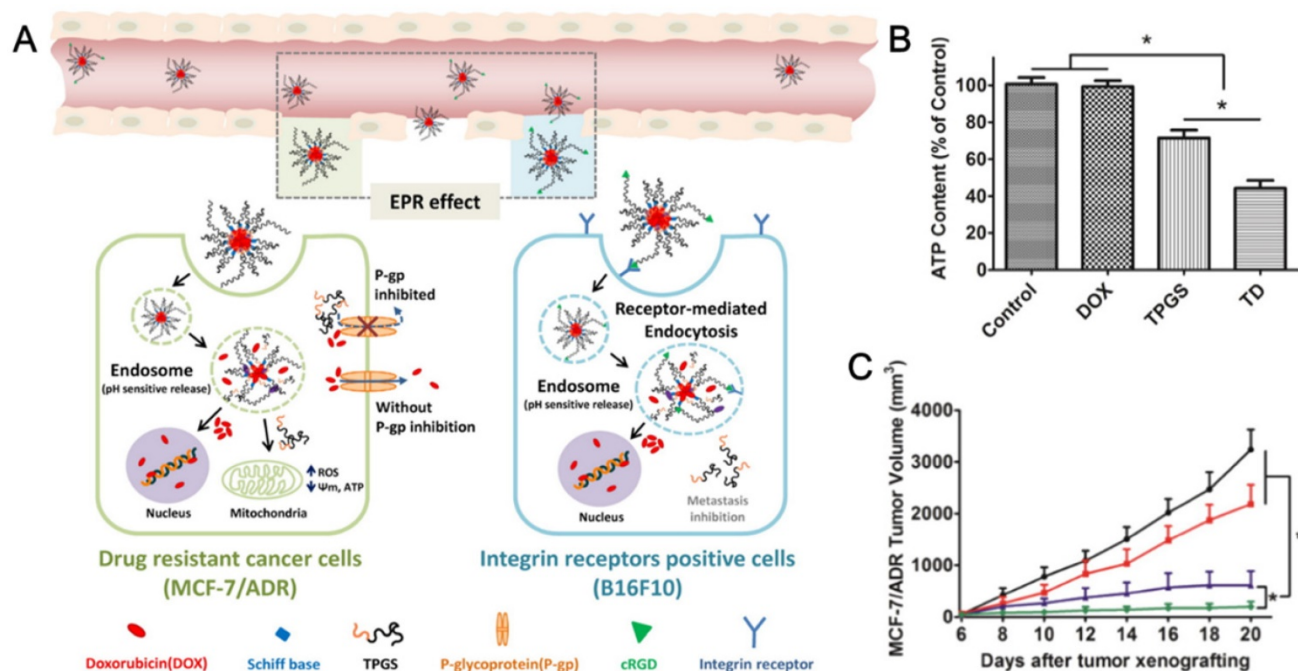 A
EPR effect
P-gp
inhibited
Endosome
(pH sensitive release)
Without
P-gp inhibition
Nucleus
Mitochondria
ROS
Ψm, ATP
Drug resistant cancer cells
(MCF-7/ADR)
Receptor-mediated
Endocytosis
Endosome
(pH sensitive release)
Nucleus
Metastasis
inhibition
Integrin receptors positive cells
(B16F10)
Doxorubicin(DOX)
Schiff base
TPGS
P-glycoprotein(P-gp)
cRGD
Integrin receptor
B
ATP Content (% of Control)
100
80
60
40
20
0
*
*
Control
DOX
TPGS
TD
C
MCF-7/ADR Tumor Volume (mm³)
4000
3000
2000
1000
0
*
6 8 10 12 14 16 18 20
Days after tumor xenografting